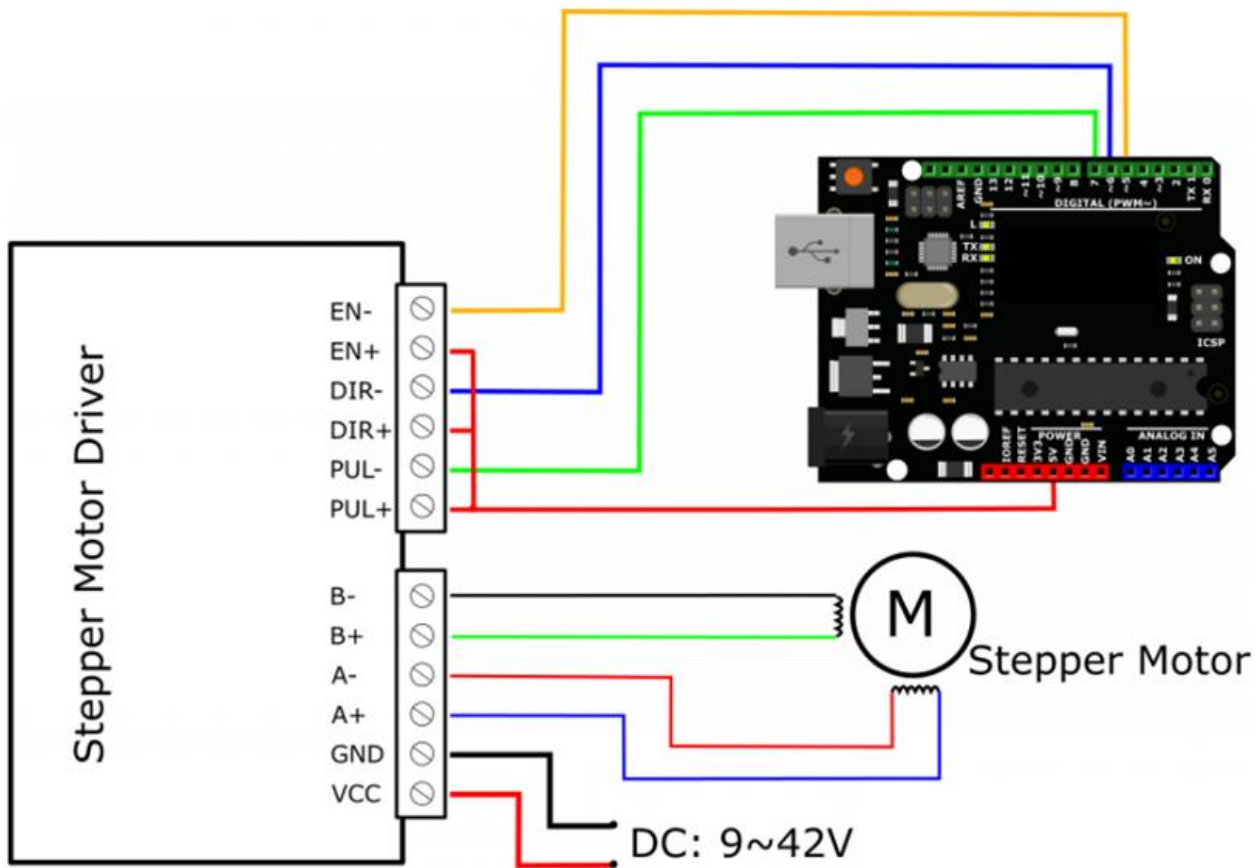 AREF
GND
13
12
~11
~10
~9
8
7
~6
~5
4
~3
2
TX 1
RX 0
DIGITAL (PWM~)
L
TX
RX
ON
ICSP
POWER
ANALOG IN
IOREF
RESET
3V3
5V
GND
GND
VIN
A0
A1
A2
A3
A4
A5
Stepper Motor Driver
EN-
EN+
DIR-
DIR+
PUL-
PUL+
B-
B+
A-
A+
GND
VCC
M
Stepper Motor
DC: 9~42V